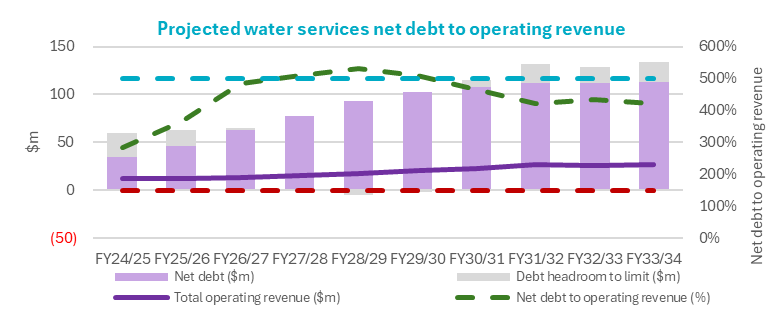 Projected water services net debt to operating revenue
150
100
50
0
(50)
$m
600%
500%
400%
300%
200%
100%
0%
Net debt to operating revenue
FY24/25 FY25/26 FY26/27 FY27/28 FY28/29 FY29/30 FY30/31 FY31/32 FY32/33 FY33/34
Net debt ($m)
Debt headroom to limit ($m)
Total operating revenue ($m)
Net debt to operating revenue (%)